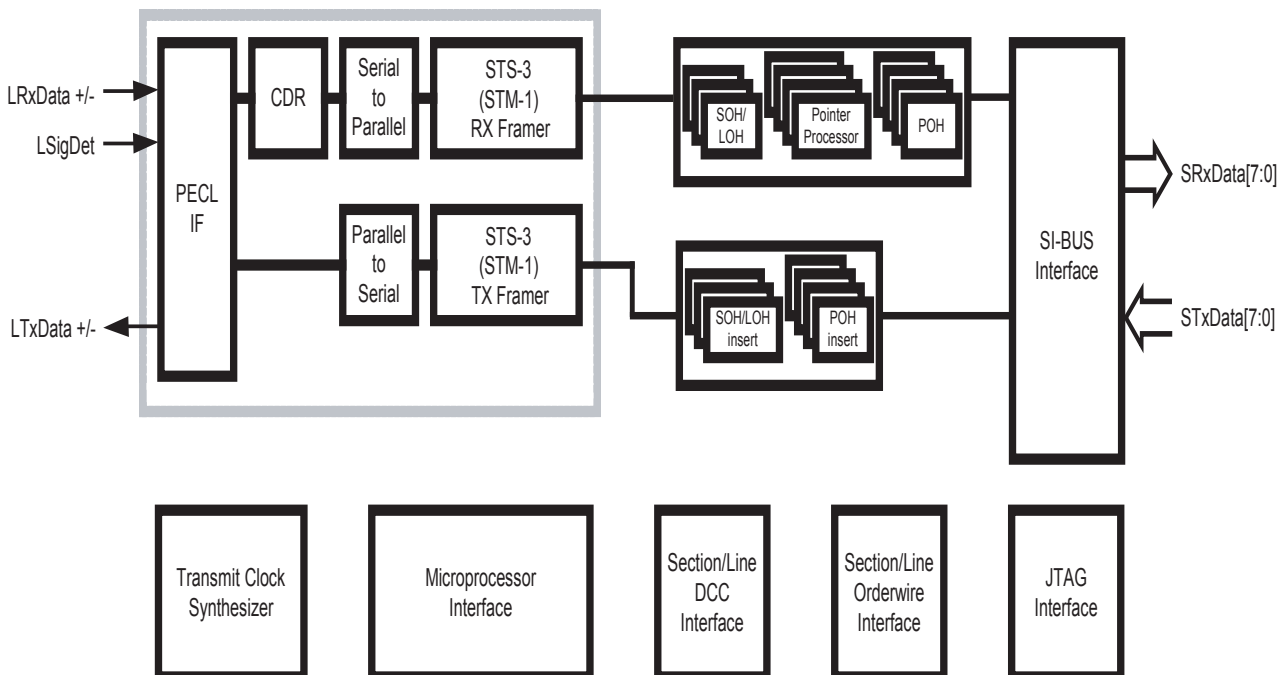 LRxData +/-
LSigDet
LTxData +/-
PECL
IF
CDR
Serial
to
Parallel
STS-3
(STM-1)
RX Framer
Parallel
to
Serial
STS-3
(STM-1)
TX Framer
SOH/
LOH
Pointer
Processor
POH
SOH/LOH
insert
POH
insert
SI-BUS
Interface
SRxData[7:0]
STxData[7:0]
Transmit Clock
Synthesizer
Microprocessor
Interface
Section/Line
DCC
Interface
Section/Line
Orderwire
Interface
JTAG
Interface